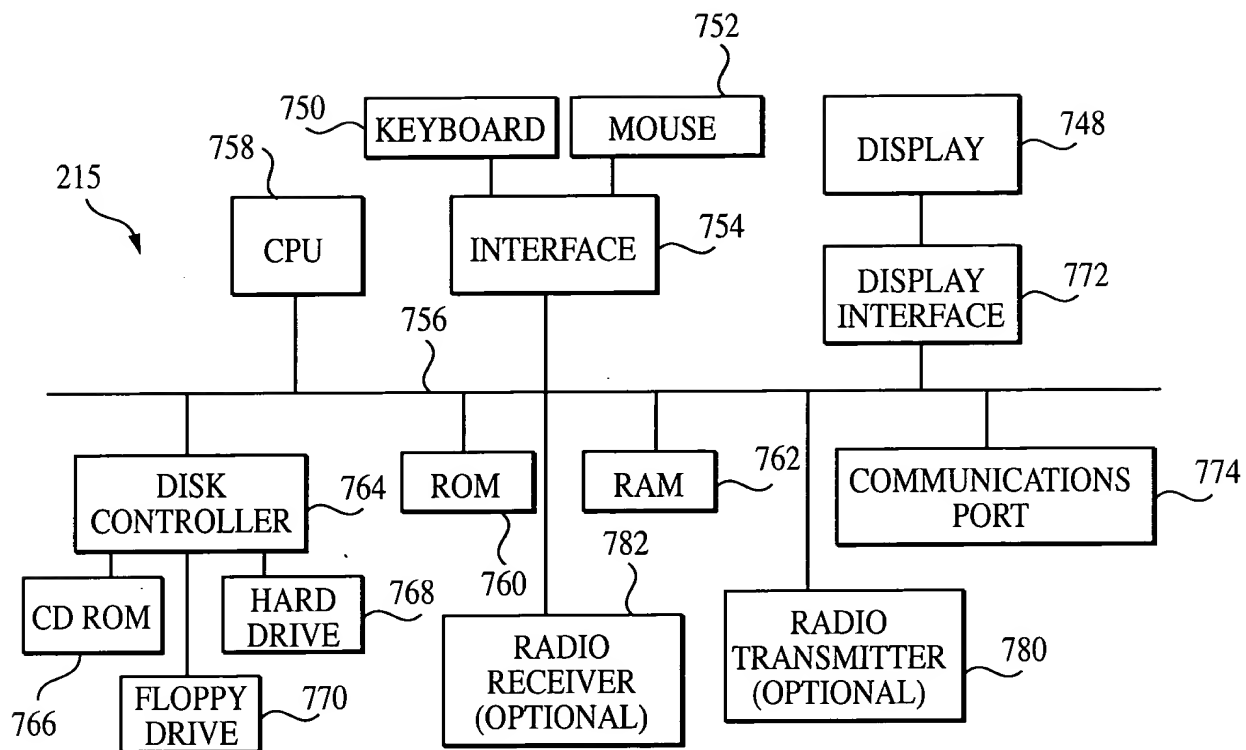 752
750
KEYBOARD
MOUSE
748
DISPLAY
758
215
CPU
INTERFACE
754
DISPLAY
INTERFACE
772
756
DISK
CONTROLLER
764
ROM
760
RAM
762
COMMUNICATIONS
PORT
774
782
CD ROM
766
HARD
DRIVE
768
FLOPPY
DRIVE
770
RADIO
RECEIVER
(OPTIONAL)
RADIO
TRANSMITTER
(OPTIONAL)
780